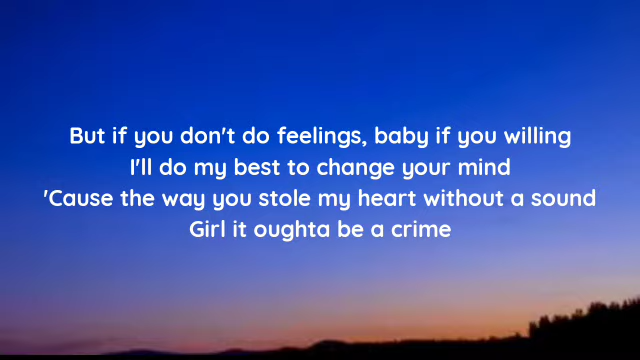 But if you don't do feelings, baby if you willing
I'll do my best to change your mind
'Cause the way you stole my heart without a sound
Girl it oughta be a crime